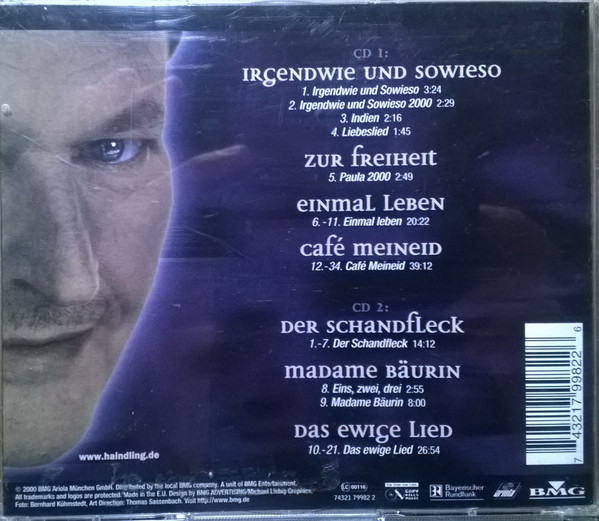 CD 1:
Irgendwie und Sowieso
1. Irgendwie und Sowieso 3:24
2. Irgendwie und Sowieso 2000 2:29
3. Indien 2:16
4. Liebeslied 1:45
Zur Freiheit
5. Paula 2000 2:49
Einmal Leben
6.-11. Einmal leben 20:22
Café Meineid
12.-34. Café Meineid 39:12
CD 2:
Der Schandfleck
1.-7. Der Schandfleck 14:12
Madame Bäurin
8. Eins, zwei, drei 2:55
9. Madame Bäurin 8:00
Das ewige Lied
10.-21. Das ewige Lied 26:54
www.haindling.de
7 43217 99822 6
© 2000 BMG Ariola München GmbH. Distributed by the local BMG company. A unit of BMG Entertainment.
All trademarks and logos are protected. Made in the E.U. Design by BMG ADVERTISING/Michael Liebig Graphics.
Foto: Bernhard Kühmstedt, Art Direction: Thomas Sassenbach. Visit http://www.bmg.de
74321 79982 2
LC 00116
COPY KILLS MUSIC
Bayerischer
Rundfunk
BMG